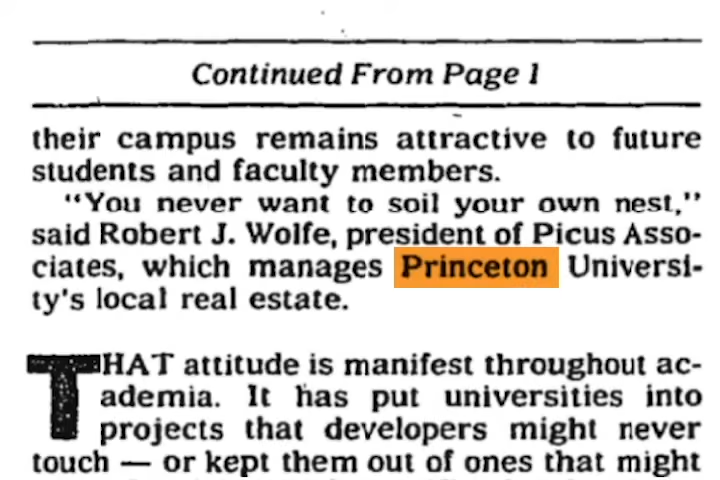 Continued From Page 1
their campus remains attractive to future
students and faculty members.
"You never want to soil your own nest,"
said Robert J. Wolfe, president of Picus Asso-
ciates, which manages Princeton Universi-
ty's local real estate.
THAT attitude is manifest throughout ac-
ademia. It has put universities into
projects that developers might never
touch — or kept them out of ones that might